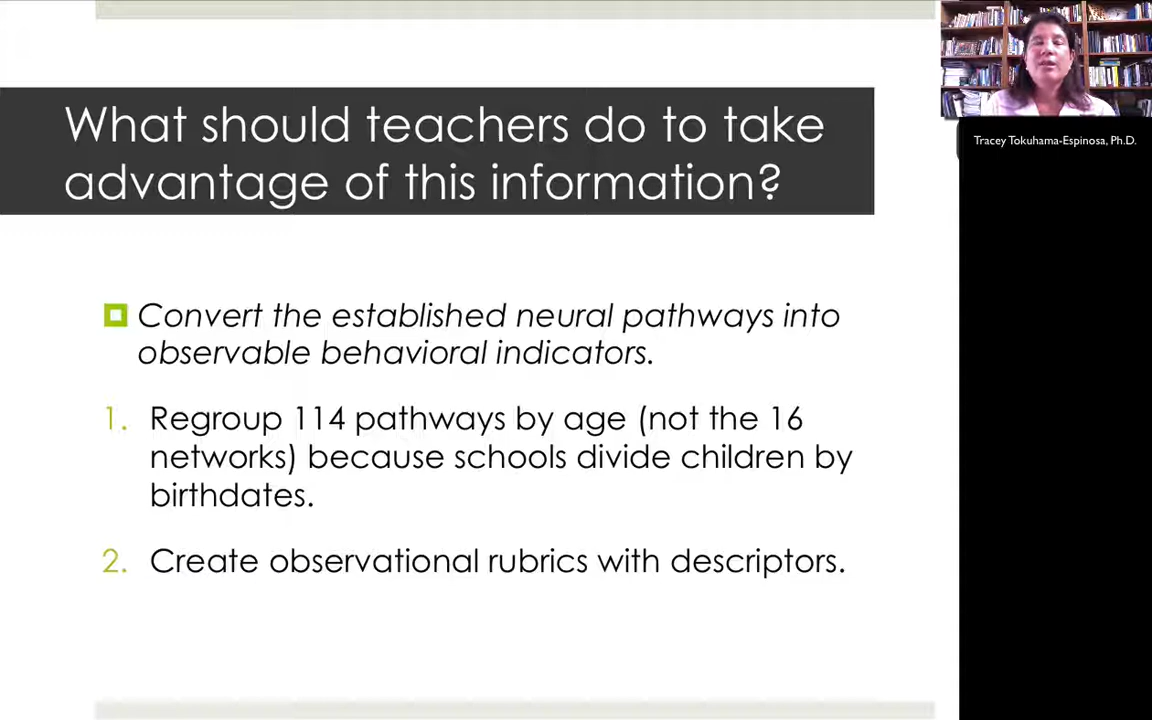 What should teachers do to take
advantage of this information?
Tracey Tokuhama-Espinosa, Ph.D.
Convert the established neural pathways into
observable behavioral indicators.
1. Regroup 114 pathways by age (not the 16
networks) because schools divide children by
birthdates.
2. Create observational rubrics with descriptors.